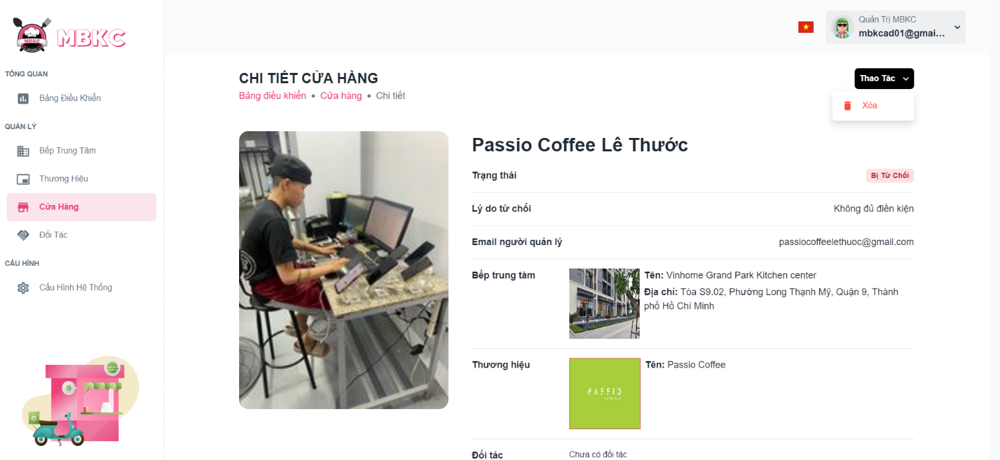 MBKC
MBKC
Quản Trị MBKC
mbkcad01@gmai...
TỔNG QUAN
Bảng Điều Khiển
QUẢN LÝ
Bếp Trung Tâm
Thương Hiệu
Cửa Hàng
Đối Tác
CẤU HÌNH
Cấu Hình Hệ Thống
CHI TIẾT CỬA HÀNG
Bảng điều khiển • Cửa hàng • Chi tiết
Thao Tác
Xóa
Passio Coffee Lê Thước
Trạng thái
Bị Từ Chối
Lý do từ chối
Không đủ điền kiện
Email người quản lý
passiocoffeelethuoc@gmail.com
Bếp trung tâm
Tên: Vinhome Grand Park Kitchen center
Địa chỉ: Tòa S9.02, Phường Long Thạnh Mỹ, Quận 9, Thành
phố Hồ Chí Minh
Thương hiệu
PASSIO
Tên: Passio Coffee
Đối tác
Chưa có đối tác